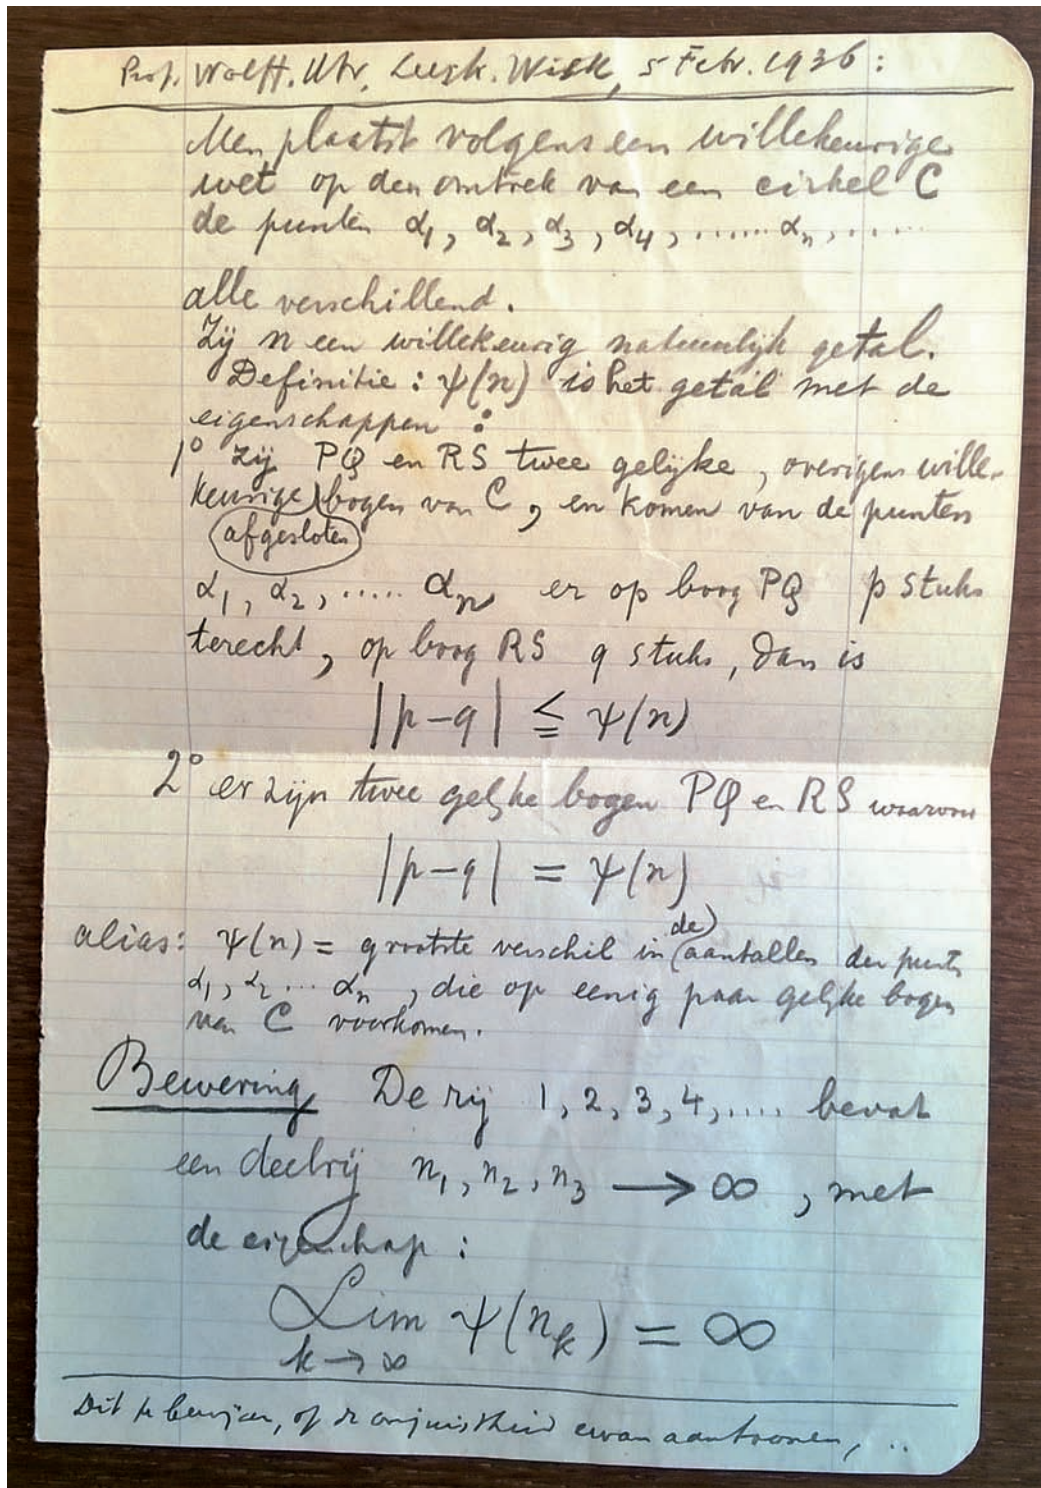 Prof. Wolff. Utr. Leesk. Wisk, 5 Febr. 1936:
Men plaatst volgens een willekeurige
wet op den omtrek van een cirkel C
de punten α₁, α₂, α₃, α₄, ...... αₙ, .....
alle verschillend.
Zij n een willekeurig natuurlijk getal.
Definitie: ψ(n) is het getal met de
eigenschappen:
1° Zij PQ en RS twee gelijke, overigens wille-
keurige bogen van C, en komen van de punten
afgesloten
α₁, α₂, ..... αₙ er op boog PQ p stuks
terecht, op boog RS q stuks, dan is
|p-q| ≦ ψ(n)
2° er zijn twee gelijke bogen PQ en RS waarvoor
|p-q| = ψ(n)
de
alias: ψ(n) = grootste verschil in aantallen der punten
α₁, α₂ ... αₙ, die op eenig paar gelijke bogen
van C voorkomen.
Bewering De rij 1, 2, 3, 4, .... bevat
een deelrij n₁, n₂, n₃ → ∞, met
de eigenschap:
Lim ψ(nₖ) = ∞
k → ∞
Dit te bewijzen, of de onjuistheid ervan aantoonen, ..